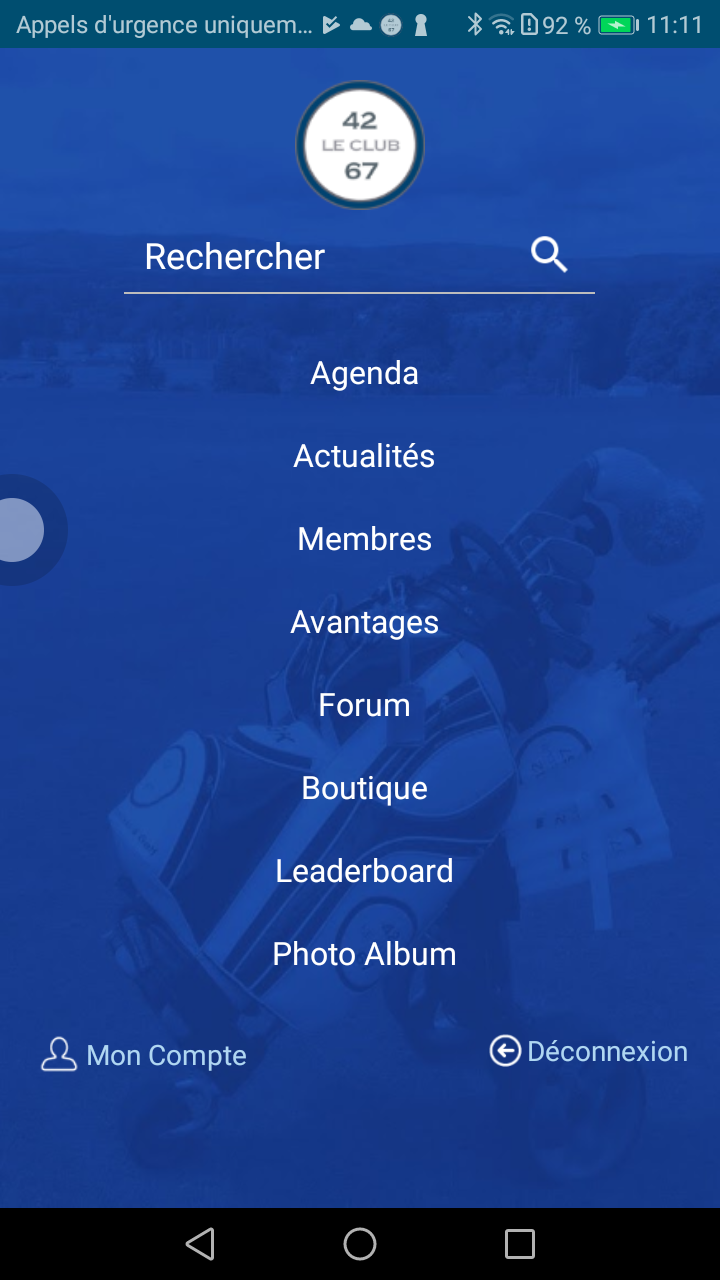 Appels d'urgence uniquem... 92 % 11:11
42
LE CLUB
67
Rechercher
Agenda
Actualités
Membres
Avantages
Forum
Boutique
Leaderboard
Photo Album
Mon Compte
Déconnexion